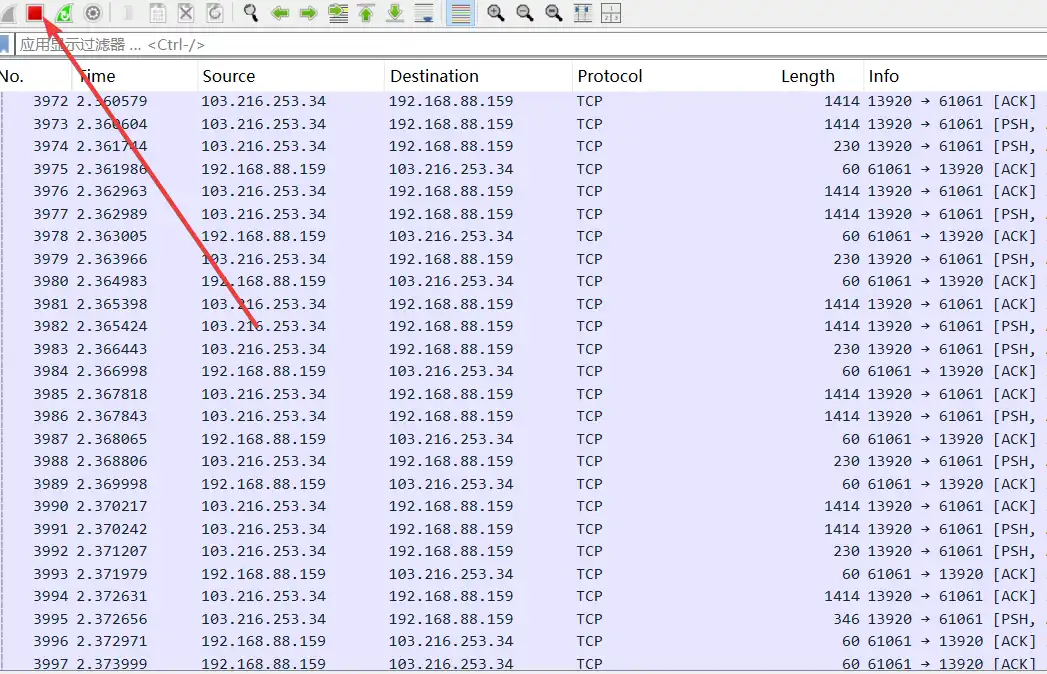 应用显示过滤器 … <Ctrl-/>
No. Time Source Destination Protocol Length Info
3972 2.360579 103.216.253.34 192.168.88.159 TCP 1414 13920 → 61061 [ACK]
3973 2.360604 103.216.253.34 192.168.88.159 TCP 1414 13920 → 61061 [PSH,
3974 2.361744 103.216.253.34 192.168.88.159 TCP 230 13920 → 61061 [PSH,
3975 2.361986 192.168.88.159 103.216.253.34 TCP 60 61061 → 13920 [ACK]
3976 2.362963 103.216.253.34 192.168.88.159 TCP 1414 13920 → 61061 [ACK]
3977 2.362989 103.216.253.34 192.168.88.159 TCP 1414 13920 → 61061 [PSH,
3978 2.363005 192.168.88.159 103.216.253.34 TCP 60 61061 → 13920 [ACK]
3979 2.363966 103.216.253.34 192.168.88.159 TCP 230 13920 → 61061 [PSH,
3980 2.364983 192.168.88.159 103.216.253.34 TCP 60 61061 → 13920 [ACK]
3981 2.365398 103.216.253.34 192.168.88.159 TCP 1414 13920 → 61061 [ACK]
3982 2.365424 103.216.253.34 192.168.88.159 TCP 1414 13920 → 61061 [PSH,
3983 2.366443 103.216.253.34 192.168.88.159 TCP 230 13920 → 61061 [PSH,
3984 2.366998 192.168.88.159 103.216.253.34 TCP 60 61061 → 13920 [ACK]
3985 2.367818 103.216.253.34 192.168.88.159 TCP 1414 13920 → 61061 [ACK]
3986 2.367843 103.216.253.34 192.168.88.159 TCP 1414 13920 → 61061 [PSH,
3987 2.368065 192.168.88.159 103.216.253.34 TCP 60 61061 → 13920 [ACK]
3988 2.368806 103.216.253.34 192.168.88.159 TCP 230 13920 → 61061 [PSH,
3989 2.369998 192.168.88.159 103.216.253.34 TCP 60 61061 → 13920 [ACK]
3990 2.370217 103.216.253.34 192.168.88.159 TCP 1414 13920 → 61061 [ACK]
3991 2.370242 103.216.253.34 192.168.88.159 TCP 1414 13920 → 61061 [PSH,
3992 2.371207 103.216.253.34 192.168.88.159 TCP 230 13920 → 61061 [PSH,
3993 2.371979 192.168.88.159 103.216.253.34 TCP 60 61061 → 13920 [ACK]
3994 2.372631 103.216.253.34 192.168.88.159 TCP 1414 13920 → 61061 [ACK]
3995 2.372656 103.216.253.34 192.168.88.159 TCP 346 13920 → 61061 [PSH,
3996 2.372971 192.168.88.159 103.216.253.34 TCP 60 61061 → 13920 [ACK]
3997 2.373999 192.168.88.159 103.216.253.34 TCP 60 61061 → 13920 [ACK]